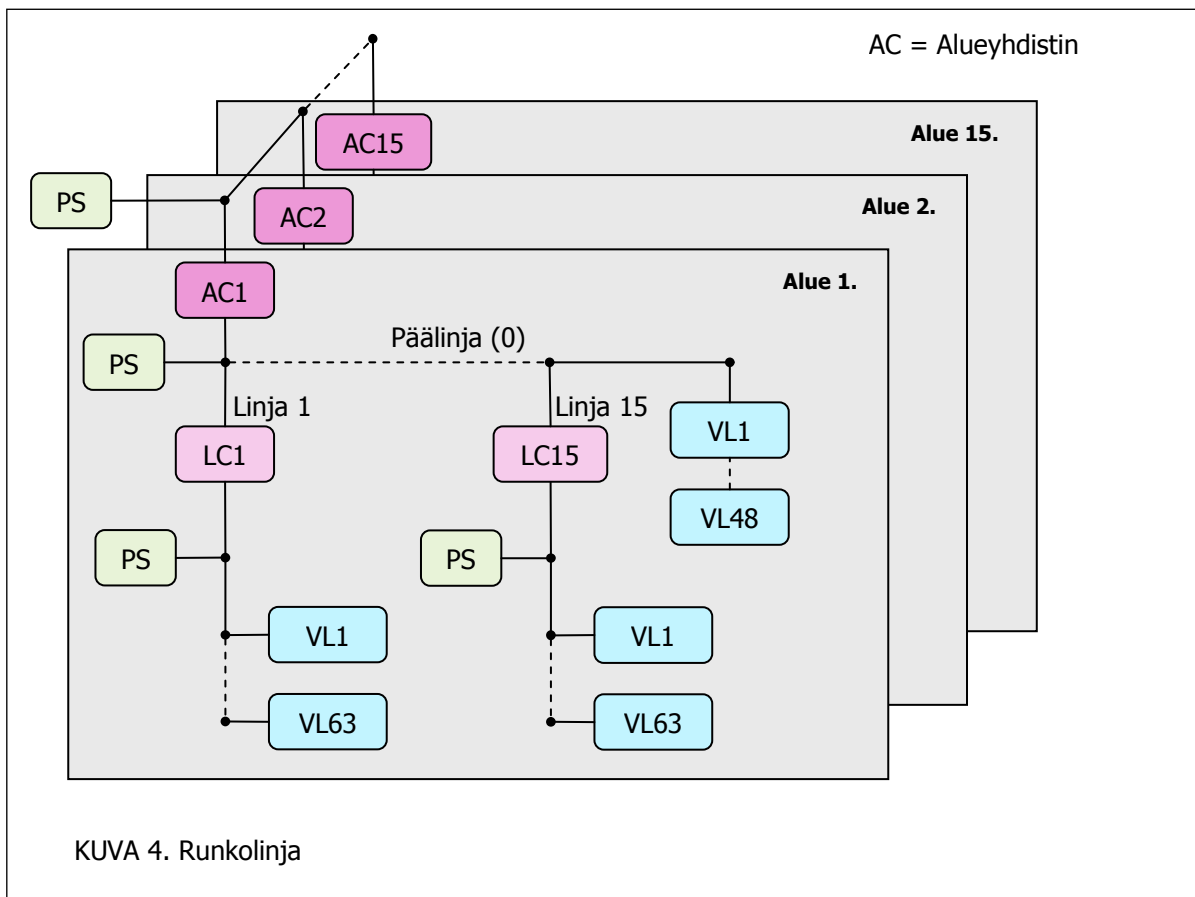 AC = Alueyhdistin
AC15
Alue 15.
PS
AC2
Alue 2.
AC1
Alue 1.
PS
Päälinja (0)
Linja 1
Linja 15
VL1
LC1
LC15
VL48
PS
PS
VL1
VL1
VL63
VL63
KUVA 4. Runkolinja